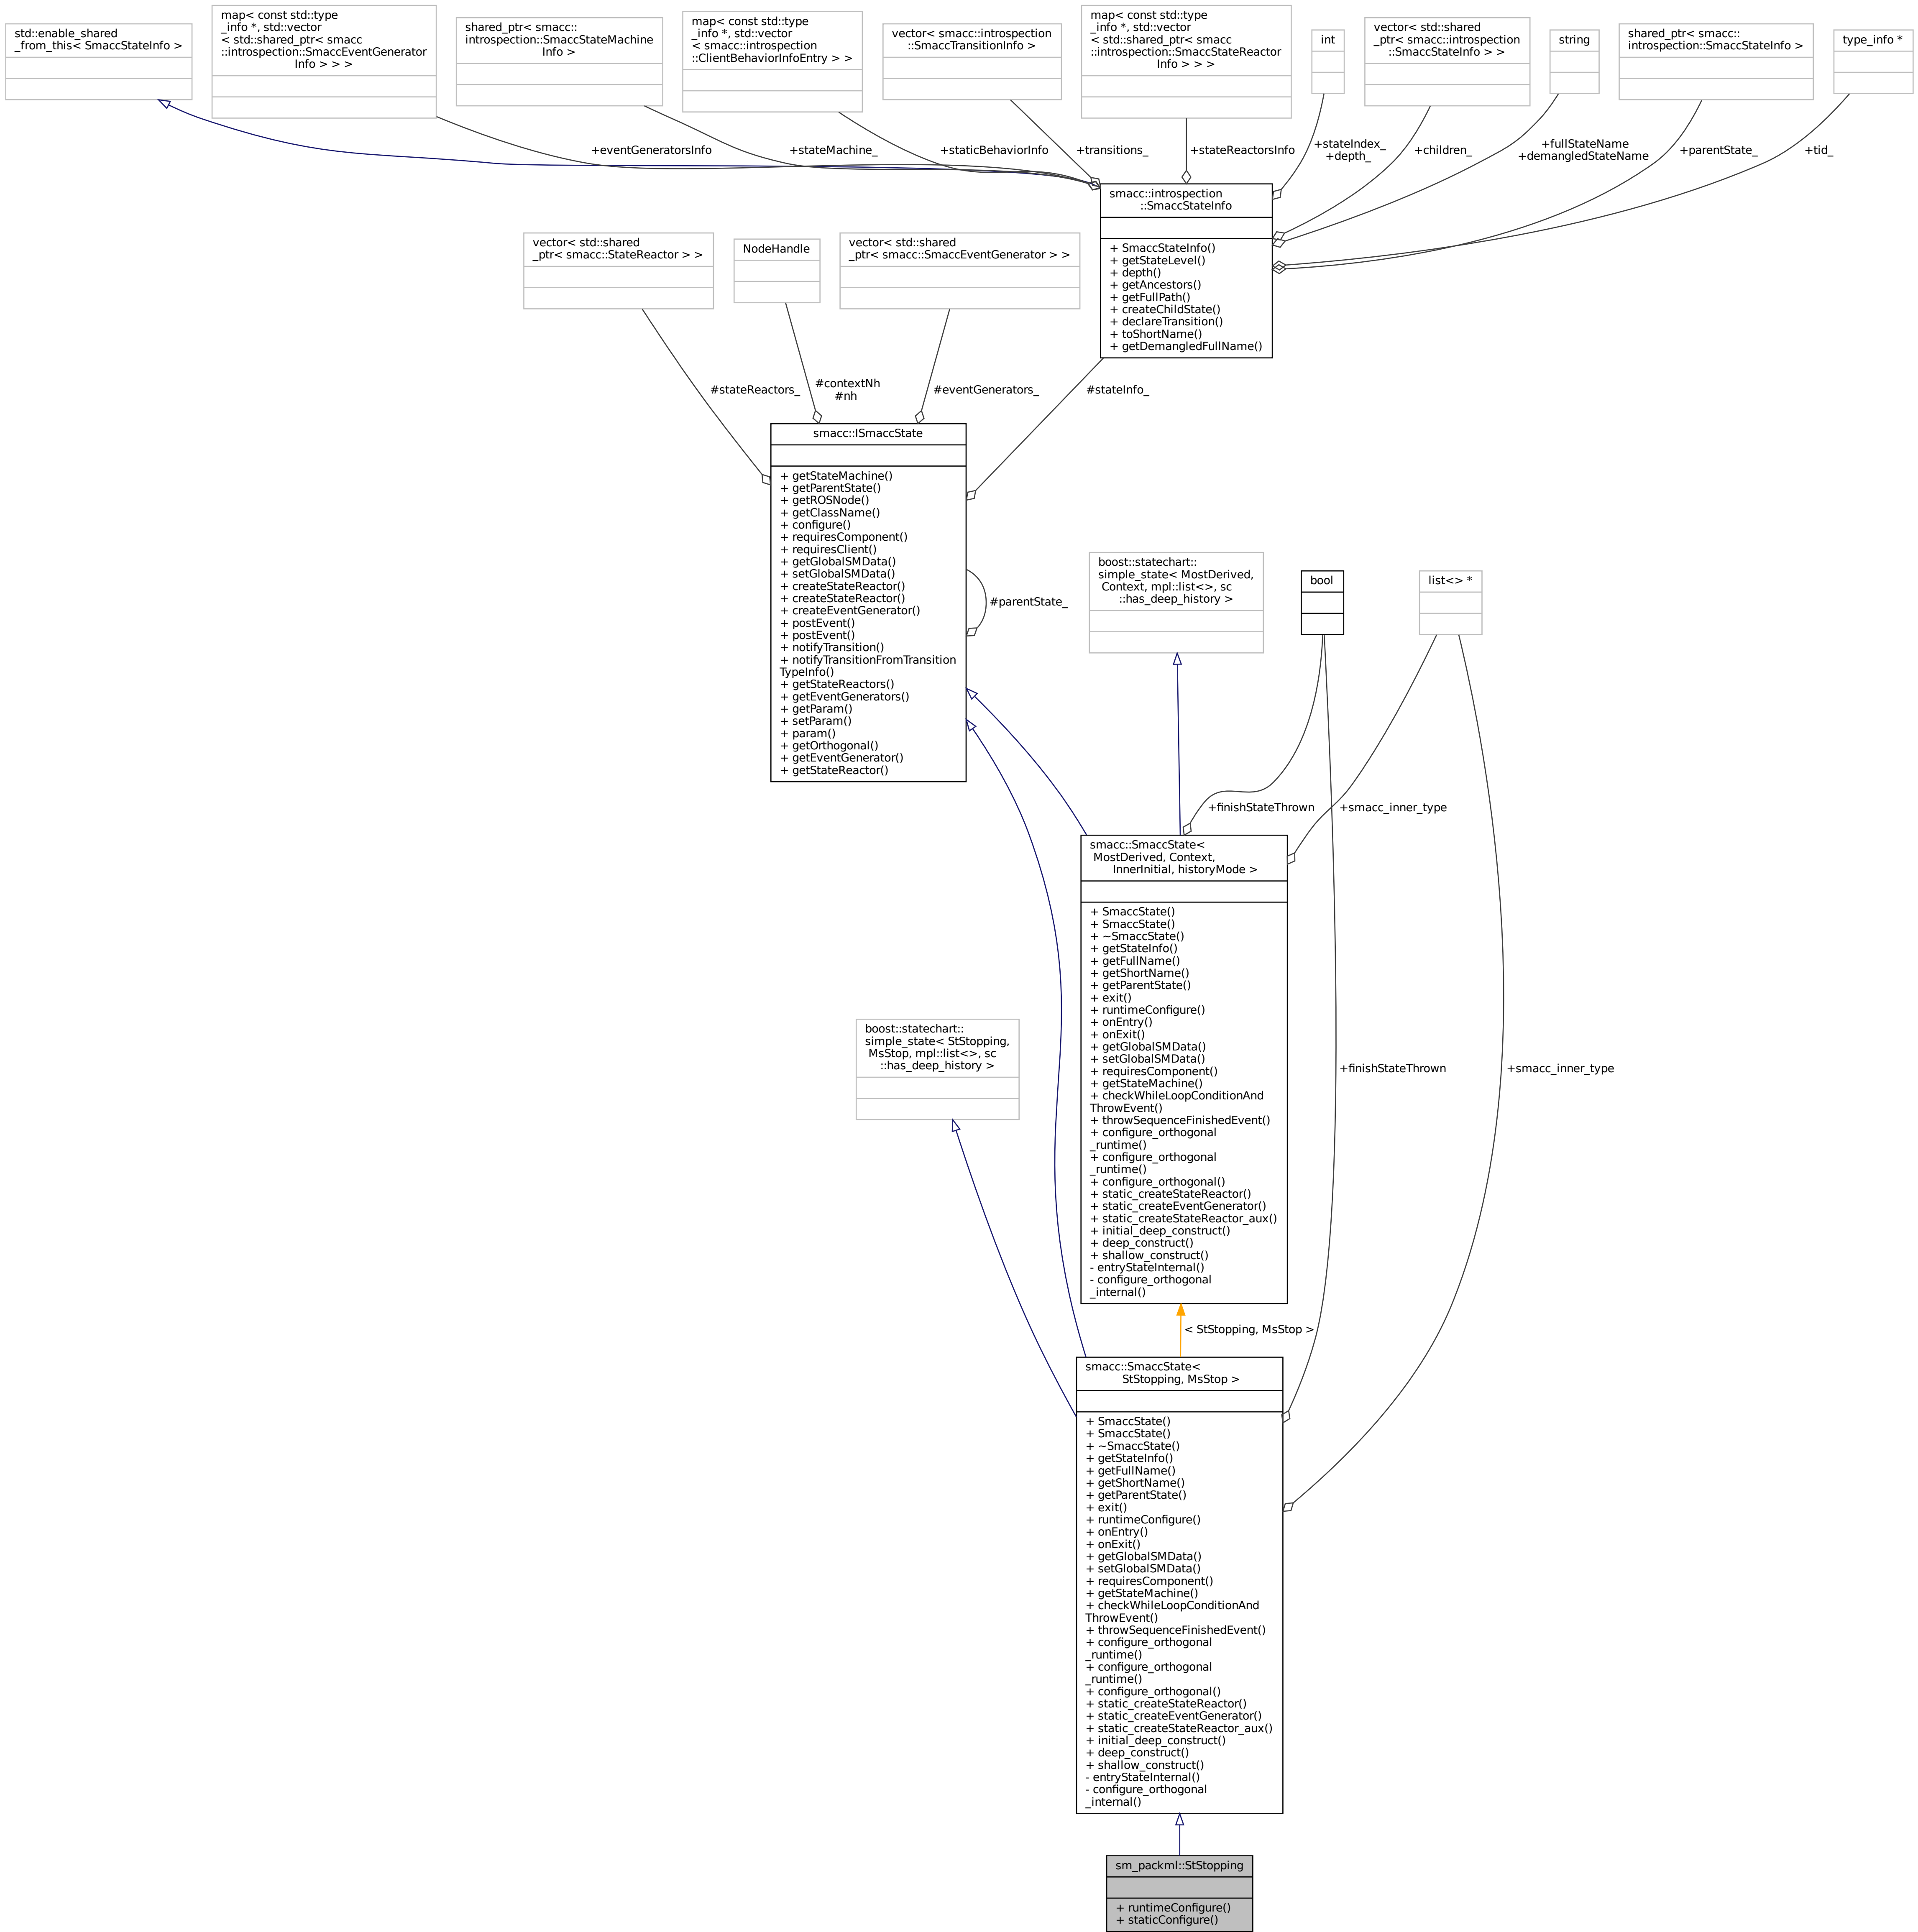 std::enable_shared
_from_this< SmaccStateInfo >
map< const std::type
_info *, std::vector
< std::shared_ptr< smacc
::introspection::SmaccEventGenerator
Info > > >
shared_ptr< smacc::
introspection::SmaccStateMachine
Info >
map< const std::type
_info *, std::vector
< smacc::introspection
::ClientBehaviorInfoEntry > >
vector< smacc::introspection
::SmaccTransitionInfo >
map< const std::type
_info *, std::vector
< std::shared_ptr< smacc
::introspection::SmaccStateReactor
Info > > >
int
vector< std::shared
_ptr< smacc::introspection
::SmaccStateInfo > >
string
shared_ptr< smacc::
introspection::SmaccStateInfo >
type_info *
+eventGeneratorsInfo
+stateMachine_
+staticBehaviorInfo
+transitions_
+stateReactorsInfo
+stateIndex_
+depth_
+children_
+fullStateName
+demangledStateName
+parentState_
+tid_
smacc::introspection
::SmaccStateInfo
+ SmaccStateInfo()
+ getStateLevel()
+ depth()
+ getAncestors()
+ getFullPath()
+ createChildState()
+ declareTransition()
+ toShortName()
+ getDemangledFullName()
vector< std::shared
_ptr< smacc::StateReactor > >
NodeHandle
vector< std::shared
_ptr< smacc::SmaccEventGenerator > >
#stateReactors_
#contextNh
#nh
#eventGenerators_
#stateInfo_
smacc::ISmaccState
+ getStateMachine()
+ getParentState()
+ getROSNode()
+ getClassName()
+ configure()
+ requiresComponent()
+ requiresClient()
+ getGlobalSMData()
+ setGlobalSMData()
+ createStateReactor()
+ createStateReactor()
+ createEventGenerator()
+ postEvent()
+ postEvent()
+ notifyTransition()
+ notifyTransitionFromTransition
TypeInfo()
+ getStateReactors()
+ getEventGenerators()
+ getParam()
+ setParam()
+ param()
+ getOrthogonal()
+ getEventGenerator()
+ getStateReactor()
#parentState_
boost::statechart::
simple_state< MostDerived,
Context, mpl::list<>, sc
::has_deep_history >
bool
list<> *
+finishStateThrown
+smacc_inner_type
smacc::SmaccState<
MostDerived, Context,
InnerInitial, historyMode >
+ SmaccState()
+ SmaccState()
+ ~SmaccState()
+ getStateInfo()
+ getFullName()
+ getShortName()
+ getParentState()
+ exit()
+ runtimeConfigure()
+ onEntry()
+ onExit()
+ getGlobalSMData()
+ setGlobalSMData()
+ requiresComponent()
+ getStateMachine()
+ checkWhileLoopConditionAnd
ThrowEvent()
+ throwSequenceFinishedEvent()
+ configure_orthogonal
_runtime()
+ configure_orthogonal
_runtime()
+ configure_orthogonal()
+ static_createStateReactor()
+ static_createEventGenerator()
+ static_createStateReactor_aux()
+ initial_deep_construct()
+ deep_construct()
+ shallow_construct()
- entryStateInternal()
- configure_orthogonal
_internal()
boost::statechart::
simple_state< StStopping,
MsStop, mpl::list<>, sc
::has_deep_history >
+finishStateThrown
+smacc_inner_type
< StStopping, MsStop >
smacc::SmaccState<
StStopping, MsStop >
+ SmaccState()
+ SmaccState()
+ ~SmaccState()
+ getStateInfo()
+ getFullName()
+ getShortName()
+ getParentState()
+ exit()
+ runtimeConfigure()
+ onEntry()
+ onExit()
+ getGlobalSMData()
+ setGlobalSMData()
+ requiresComponent()
+ getStateMachine()
+ checkWhileLoopConditionAnd
ThrowEvent()
+ throwSequenceFinishedEvent()
+ configure_orthogonal
_runtime()
+ configure_orthogonal
_runtime()
+ configure_orthogonal()
+ static_createStateReactor()
+ static_createEventGenerator()
+ static_createStateReactor_aux()
+ initial_deep_construct()
+ deep_construct()
+ shallow_construct()
- entryStateInternal()
- configure_orthogonal
_internal()
sm_packml::StStopping
+ runtimeConfigure()
+ staticConfigure()